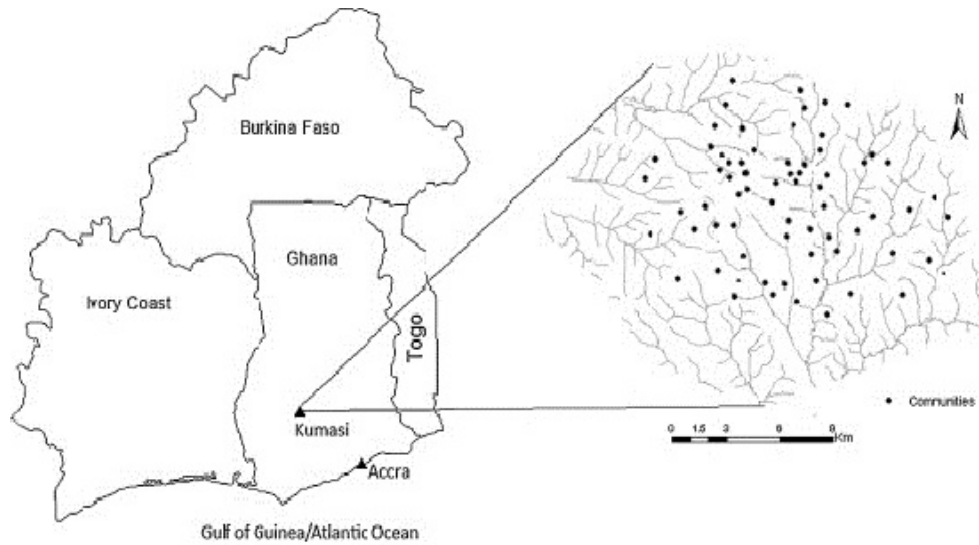 Burkina Faso
N
Ghana
Ivory Coast
Togo
Communities
0 1.5 3 6 9
Km
Kumasi
Accra
Gulf of Guinea/Atlantic Ocean